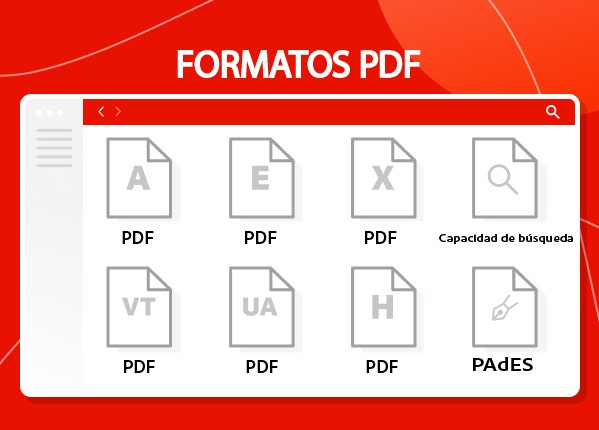 FORMATOS PDF
A E X
PDF PDF PDF Capacidad de búsqueda
VT UA H
PDF PDF PDF PAdES